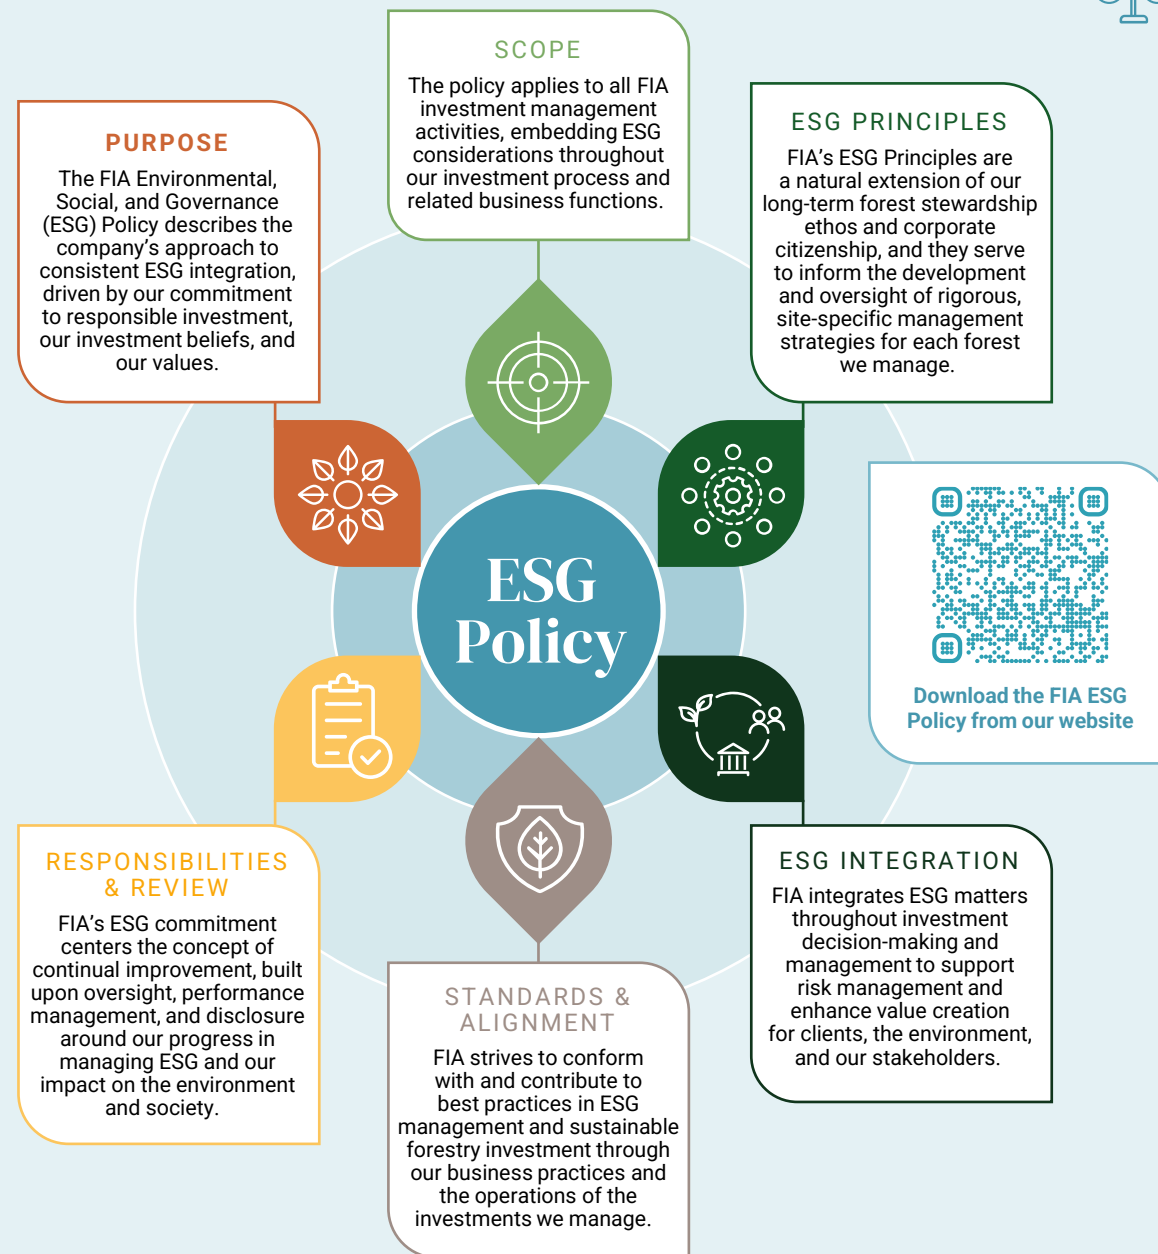 SCOPE
The policy applies to all FIA
investment management
activities, embedding ESG
considerations throughout
our investment process and
related business functions.
PURPOSE
The FIA Environmental,
Social, and Governance
(ESG) Policy describes the
company's approach to
consistent ESG integration,
driven by our commitment
to responsible investment,
our investment beliefs, and
our values.
ESG PRINCIPLES
FIA's ESG Principles are
a natural extension of our
long-term forest stewardship
ethos and corporate
citizenship, and they serve
to inform the development
and oversight of rigorous,
site-specific management
strategies for each forest
we manage.
ESG
Policy
Download the FIA ESG
Policy from our website
RESPONSIBILITIES
& REVIEW
FIA's ESG commitment
centers the concept of
continual improvement, built
upon oversight, performance
management, and disclosure
around our progress in
managing ESG and our
impact on the environment
and society.
STANDARDS &
ALIGNMENT
FIA strives to conform
with and contribute to
best practices in ESG
management and sustainable
forestry investment through
our business practices and
the operations of the
investments we manage.
ESG INTEGRATION
FIA integrates ESG matters
throughout investment
decision-making and
management to support
risk management and
enhance value creation
for clients, the environment,
and our stakeholders.